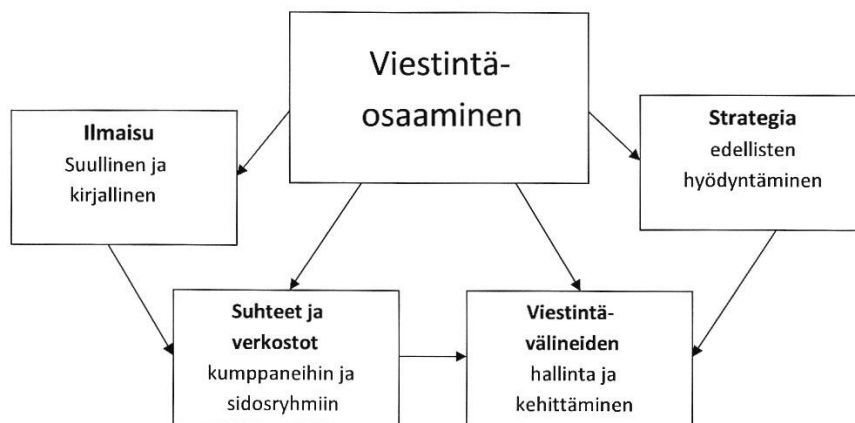 Viestintä-
osaaminen
Ilmaisu
Suullinen ja
kirjallinen
Strategia
edellisten
hyödyntäminen
Suhteet ja
verkostot
kumppaneihin ja
sidosryhmiin
Viestintä-
välineiden
hallinta ja
kehittäminen